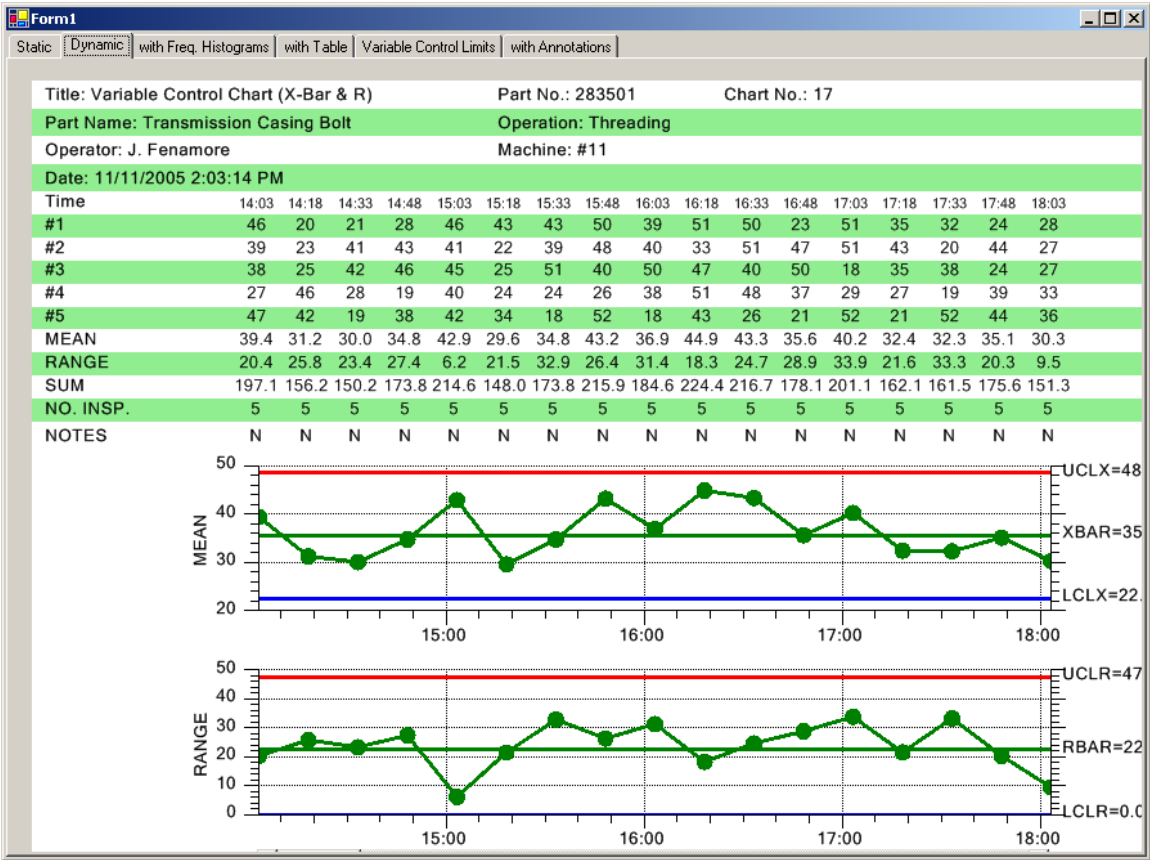 Form1
Static Dynamic with Freq. Histograms with Table Variable Control Limits with Annotations
Title: Variable Control Chart (X-Bar & R) Part No.: 283501 Chart No.: 17
Part Name: Transmission Casing Bolt Operation: Threading
Operator: J. Fenamore Machine: #11
Date: 11/11/2005 2:03:14 PM
Time 14:03 14:18 14:33 14:48 15:03 15:18 15:33 15:48 16:03 16:18 16:33 16:48 17:03 17:18 17:33 17:48 18:03
#1 46 20 21 28 46 43 43 50 39 51 50 23 51 35 32 24 28
#2 39 23 41 43 41 22 39 48 40 33 51 47 51 43 20 44 27
#3 38 25 42 46 45 25 51 40 50 47 40 50 18 35 38 24 27
#4 27 46 28 19 40 24 24 26 38 51 48 37 29 27 19 39 33
#5 47 42 19 38 42 34 18 52 18 43 26 21 52 21 52 44 36
MEAN 39.4 31.2 30.0 34.8 42.9 29.6 34.8 43.2 36.9 44.9 43.3 35.6 40.2 32.4 32.3 35.1 30.3
RANGE 20.4 25.8 23.4 27.4 6.2 21.5 32.9 26.4 31.4 18.3 24.7 28.9 33.9 21.6 33.3 20.3 9.5
SUM 197.1 156.2 150.2 173.8 214.6 148.0 173.8 215.9 184.6 224.4 216.7 178.1 201.1 162.1 161.5 175.6 151.3
NO. INSP. 5 5 5 5 5 5 5 5 5 5 5 5 5 5 5 5 5
NOTES N N N N N N N N N N N N N N N N N
50 UCLX=48
40
XBAR=35
MEAN
30
LCLX=22.
20
15:00 16:00 17:00 18:00
50 UCLR=47
40
30
RANGE
20 RBAR=22
10
0 LCLR=0.0
15:00 16:00 17:00 18:00